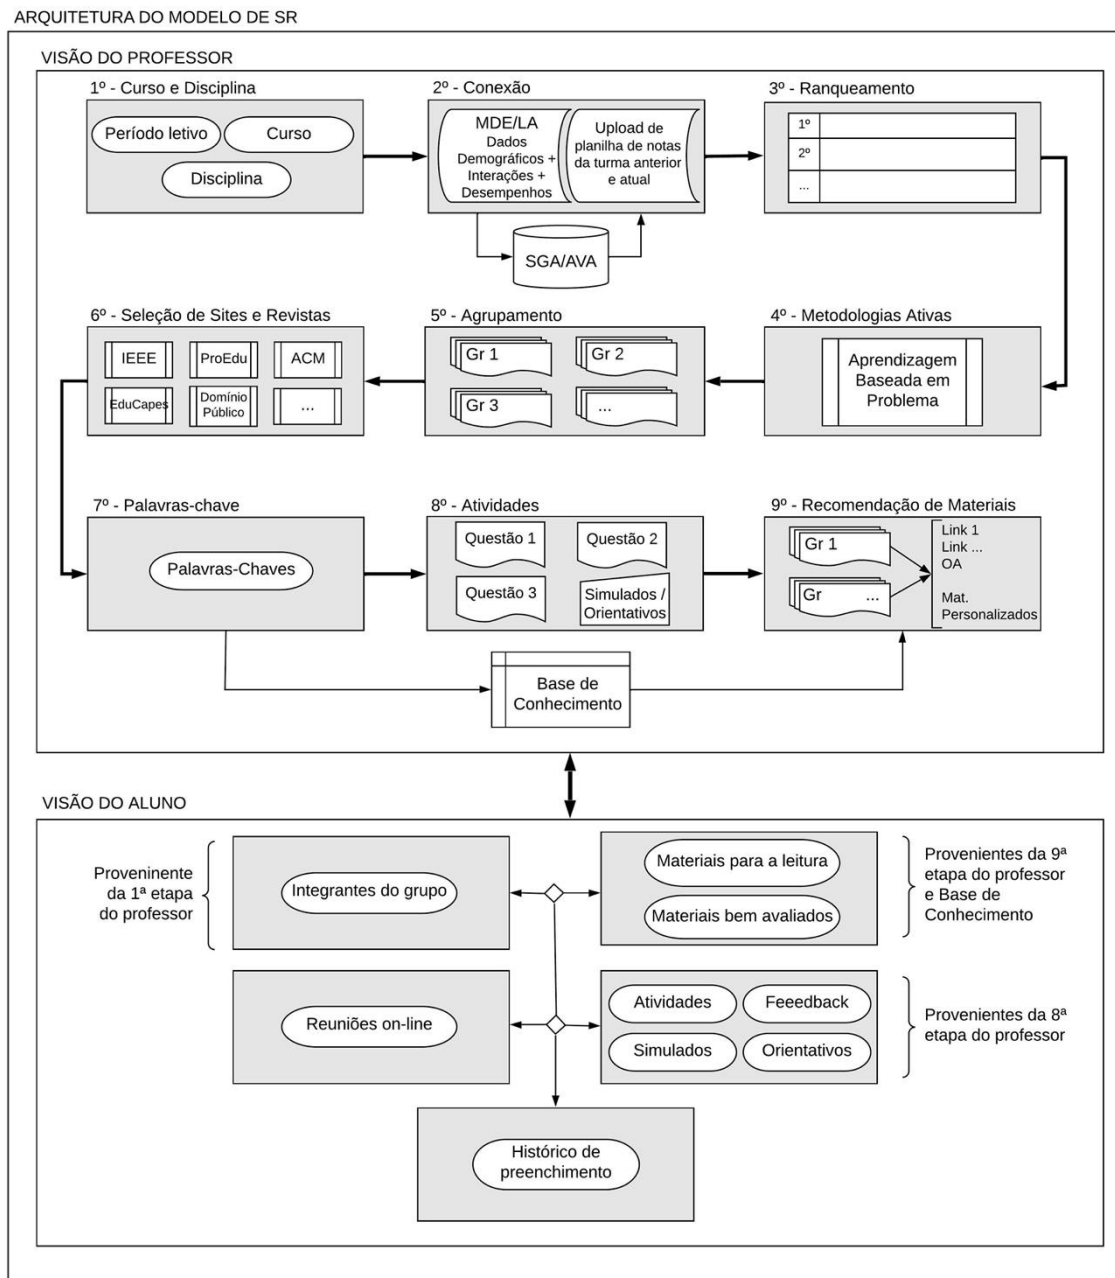 ARQUITETURA DO MODELO DE SR
VISÃO DO PROFESSOR
1º - Curso e Disciplina
Período letivo
Curso
Disciplina
2º - Conexão
MDE/LA
Dados
Demográficos +
Interações +
Desempenhos
Upload de
planilha de notas
da turma anterior
e atual
SGA/AVA
3º - Ranqueamento
1º
2º
...
6º - Seleção de Sites e Revistas
IEEE
ProEdu
ACM
EduCapes
Domínio
Público
...
5º - Agrupamento
Gr 1
Gr 2
Gr 3
...
4º - Metodologias Ativas
Aprendizagem
Baseada em
Problema
7º - Palavras-chave
Palavras-Chaves
8º - Atividades
Questão 1
Questão 2
Questão 3
Simulados /
Orientativos
9º - Recomendação de Materiais
Gr 1
Gr ...
Link 1
Link ...
OA
Mat.
Personalizados
Base de
Conhecimento
VISÃO DO ALUNO
Proveninente
da 1ª etapa
do professor
Integrantes do grupo
Materiais para a leitura
Materiais bem avaliados
Provenientes da 9ª
etapa do professor
e Base de
Conhecimento
Reuniões on-line
Atividades
Feeedback
Simulados
Orientativos
Provenientes da 8ª
etapa do professor
Histórico de
preenchimento